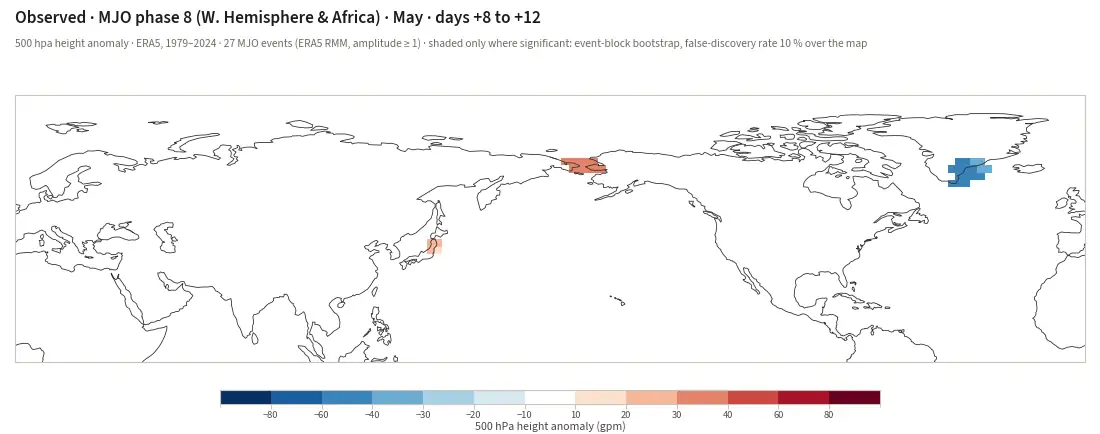 Observed · MJO phase 8 (W. Hemisphere & Africa) · May · days +8 to +12
500 hpa height anomaly · ERA5, 1979–2024 · 27 MJO events (ERA5 RMM, amplitude ≥ 1) · shaded only where significant: event-block bootstrap, false-discovery rate 10 % over the map
−80 −60 −40 −30 −20 −10 10 20 30 40 60 80
500 hPa height anomaly (gpm)